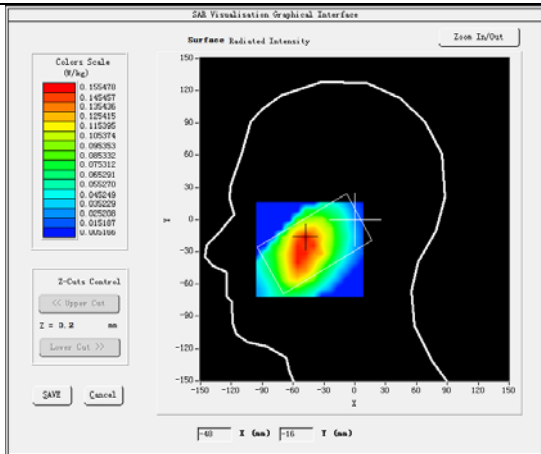 SAR Visualisation Graphical Interface
Surface Radiated Intensity
Zoom In/Out
Colors Scale
(W/kg)
0.155478
0.145457
0.135436
0.125415
0.115395
0.105374
0.095353
0.085332
0.075312
0.065291
0.055270
0.045249
0.035229
0.025208
0.015187
0.005166
Z-Cuts Control
<< Upper Cut
Z = 0.2 mm
Lower Cut >>
SAVE Cancel
150
120
90
60
30
0
-30
-60
-90
-120
-150
Y
-150 -120 -90 -60 -30 0 30 60 90 120 150
X
-48 X (mm) -16 Y (mm)